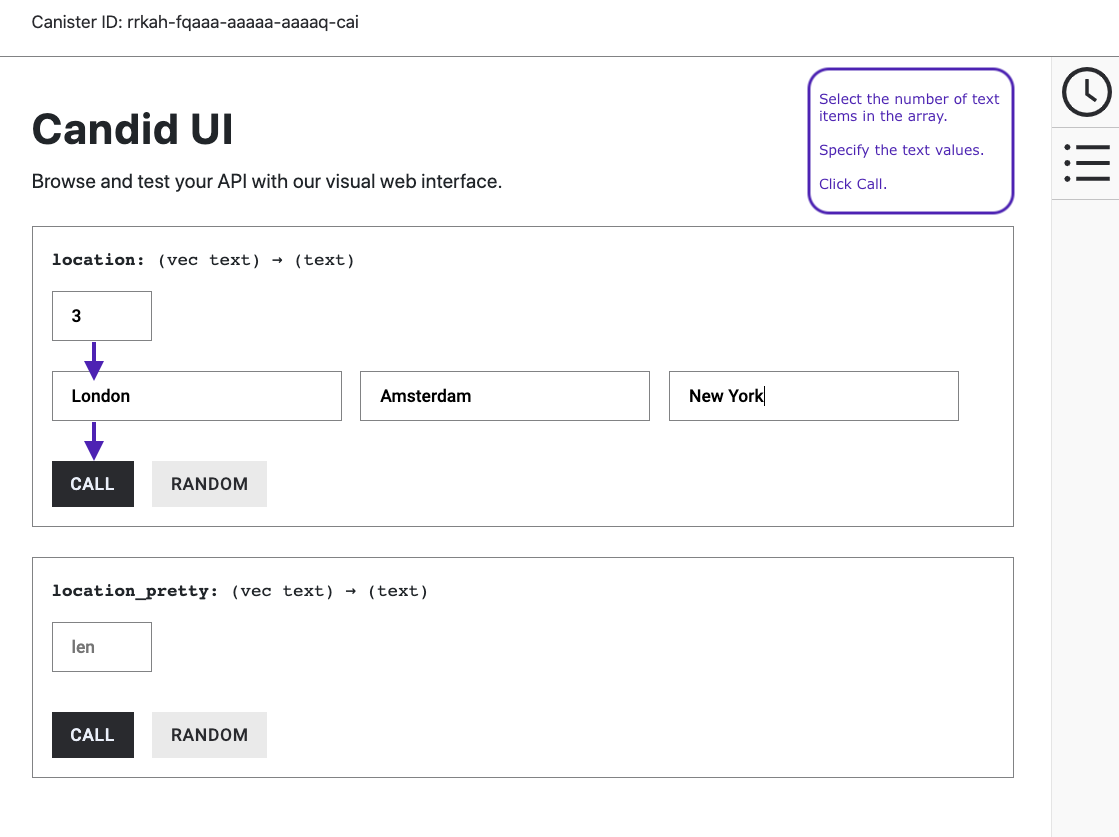 Canister ID: rrkah-fqaaa-aaaaa-aaaaq-cai
Select the number of text
items in the array.
Specify the text values.
Click Call.
Candid UI
Browse and test your API with our visual web interface.
location: (vec text) → (text)
3
London Amsterdam New York
CALL RANDOM
location_pretty: (vec text) → (text)
len
CALL RANDOM